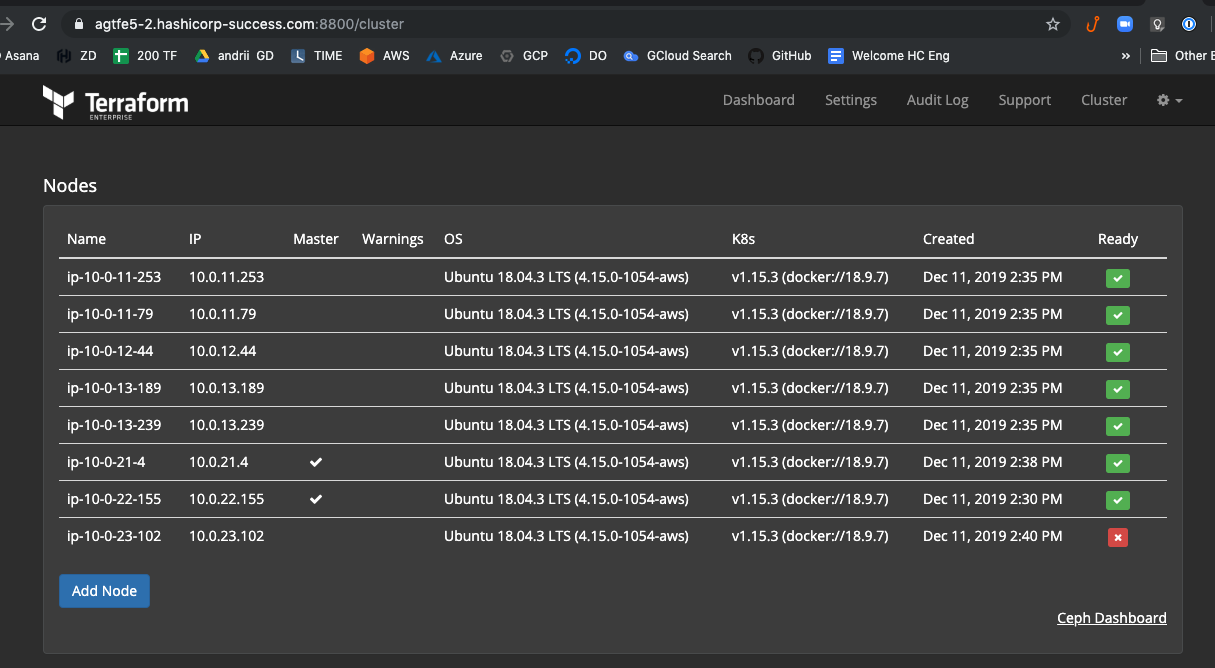 agtfe5-2.hashicorp-success.com:8800/cluster
Asana ZD 200 TF andrii GD TIME AWS Azure GCP DO GCloud Search GitHub Welcome HC Eng » Other
Terraform
ENTERPRISE
Dashboard Settings Audit Log Support Cluster
Nodes
Name IP Master Warnings OS K8s Created Ready
ip-10-0-11-253 10.0.11.253 Ubuntu 18.04.3 LTS (4.15.0-1054-aws) v1.15.3 (docker://18.9.7) Dec 11, 2019 2:35 PM
ip-10-0-11-79 10.0.11.79 Ubuntu 18.04.3 LTS (4.15.0-1054-aws) v1.15.3 (docker://18.9.7) Dec 11, 2019 2:35 PM
ip-10-0-12-44 10.0.12.44 Ubuntu 18.04.3 LTS (4.15.0-1054-aws) v1.15.3 (docker://18.9.7) Dec 11, 2019 2:35 PM
ip-10-0-13-189 10.0.13.189 Ubuntu 18.04.3 LTS (4.15.0-1054-aws) v1.15.3 (docker://18.9.7) Dec 11, 2019 2:35 PM
ip-10-0-13-239 10.0.13.239 Ubuntu 18.04.3 LTS (4.15.0-1054-aws) v1.15.3 (docker://18.9.7) Dec 11, 2019 2:35 PM
ip-10-0-21-4 10.0.21.4 Ubuntu 18.04.3 LTS (4.15.0-1054-aws) v1.15.3 (docker://18.9.7) Dec 11, 2019 2:38 PM
ip-10-0-22-155 10.0.22.155 Ubuntu 18.04.3 LTS (4.15.0-1054-aws) v1.15.3 (docker://18.9.7) Dec 11, 2019 2:30 PM
ip-10-0-23-102 10.0.23.102 Ubuntu 18.04.3 LTS (4.15.0-1054-aws) v1.15.3 (docker://18.9.7) Dec 11, 2019 2:40 PM
Add Node
Ceph Dashboard